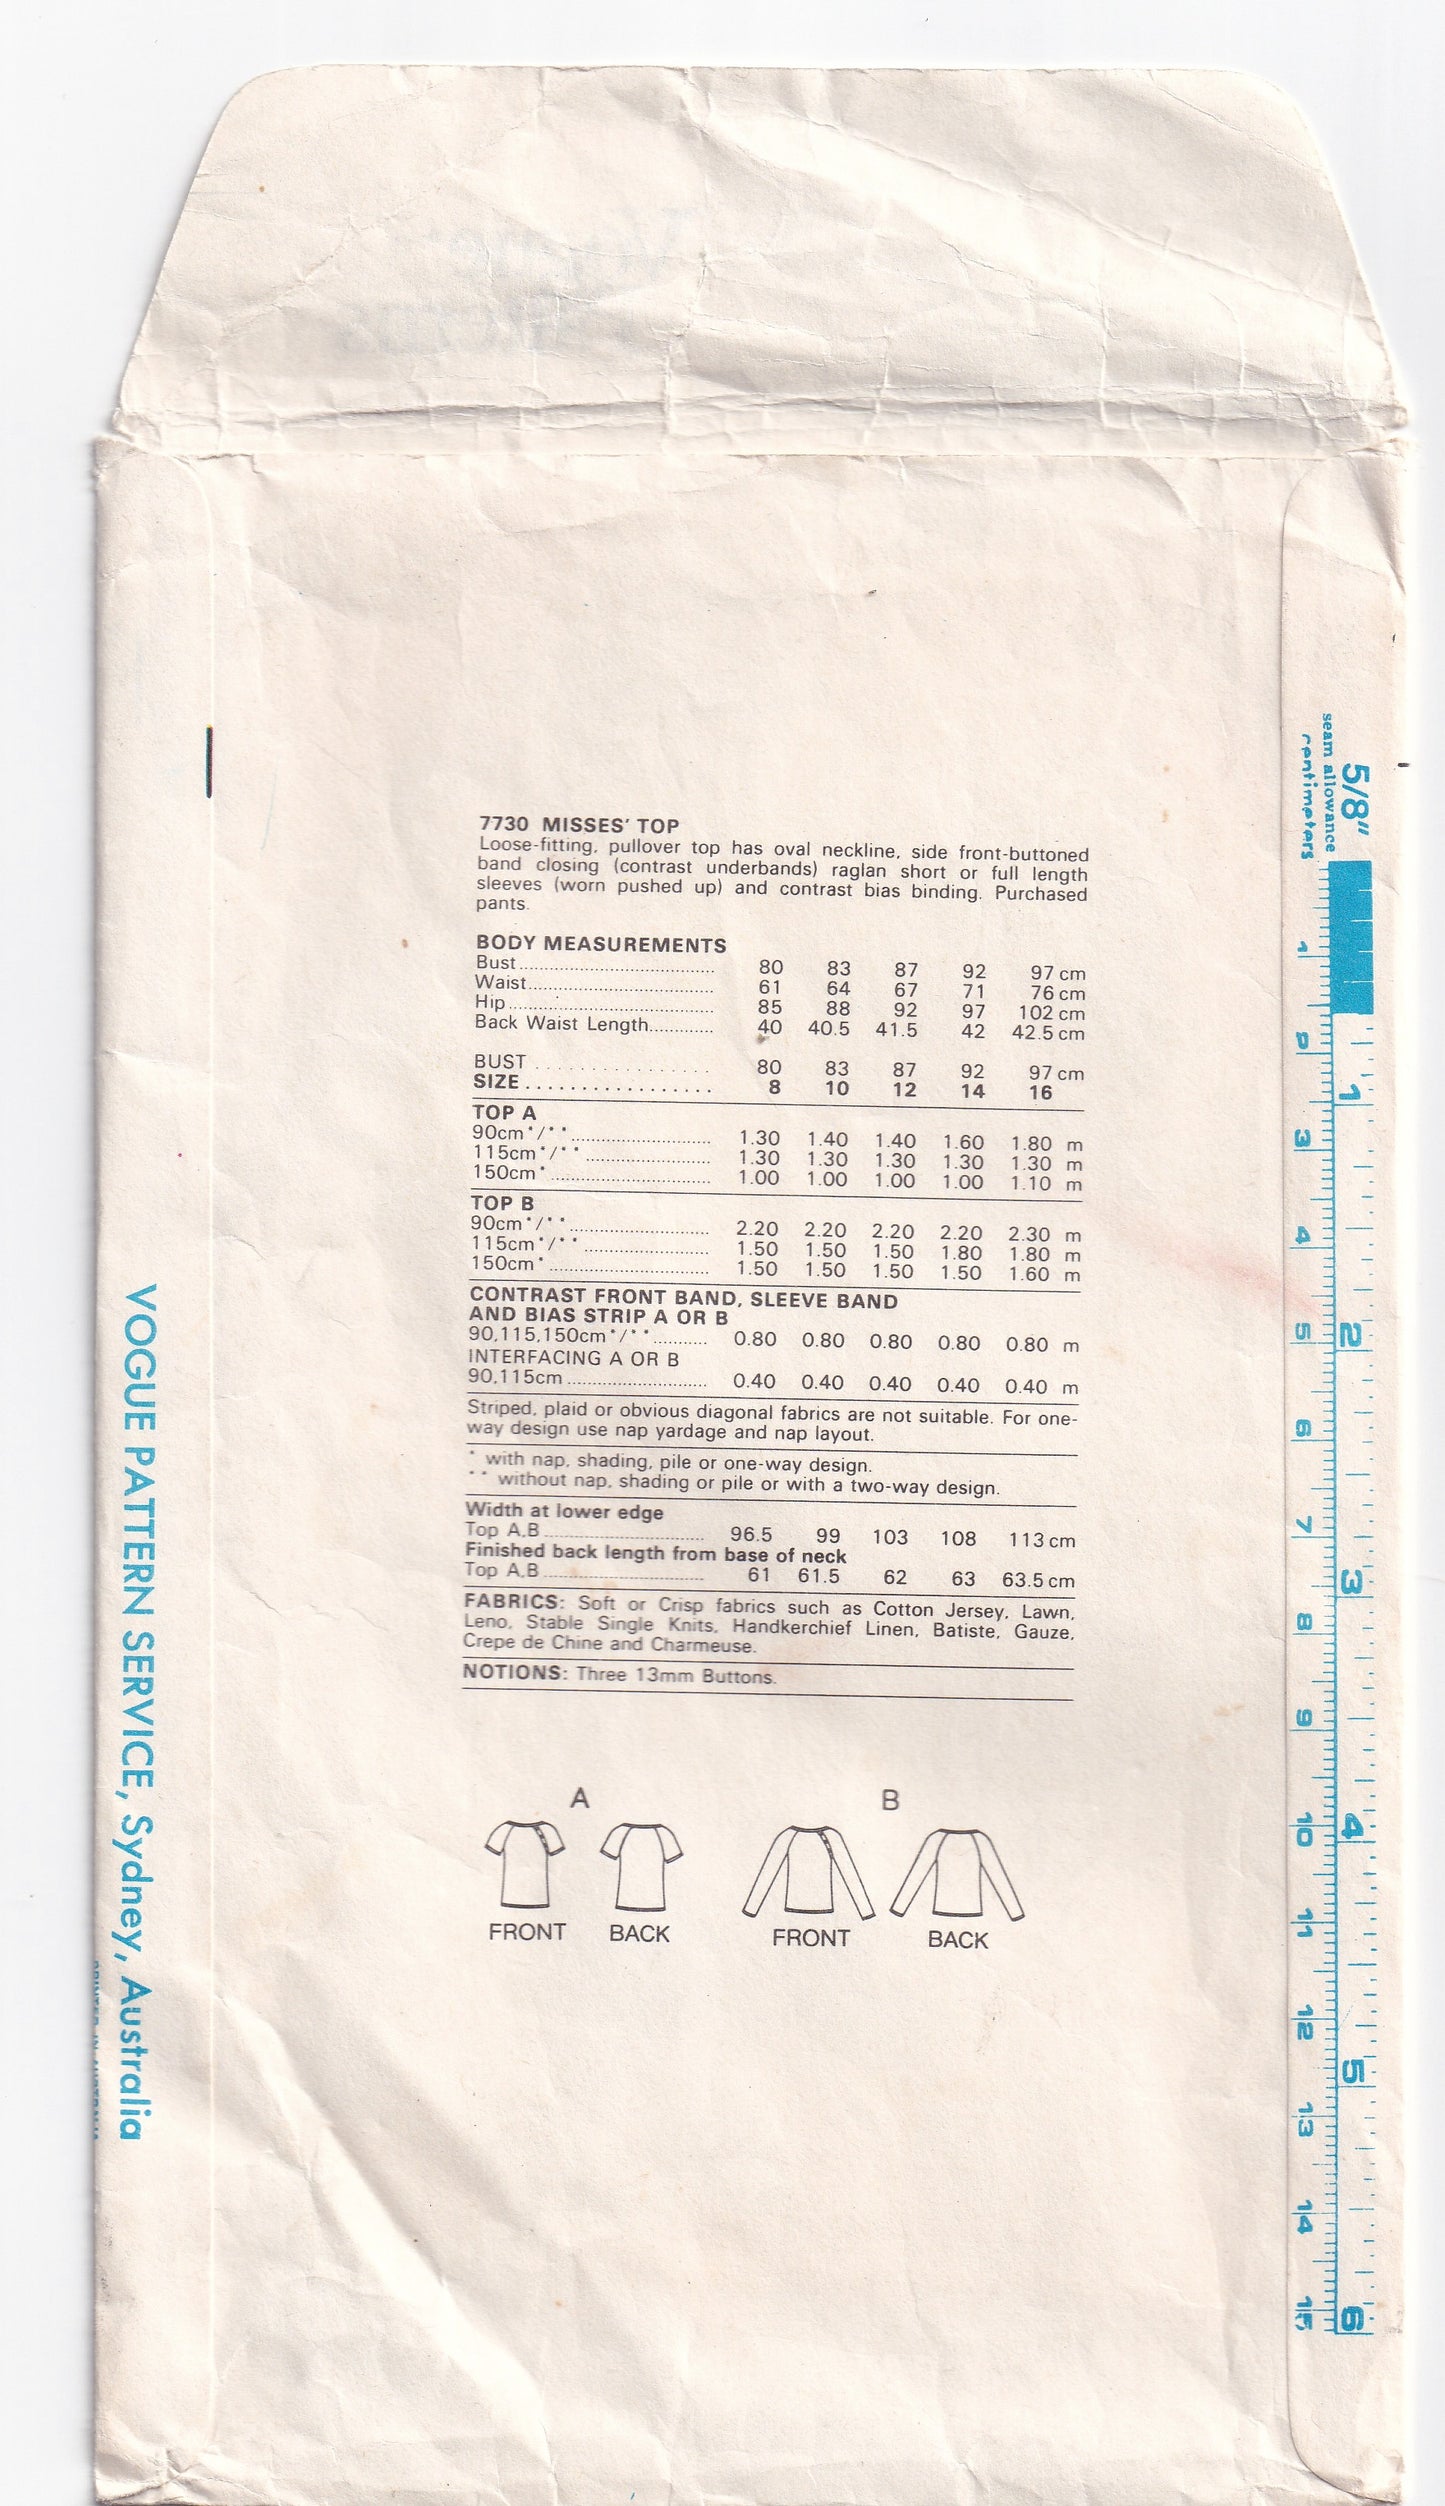 7730 MISSES' TOP
Loose-fitting, pullover top has oval neckline, side front-buttoned
band closing (contrast underbands) raglan short or full length
sleeves (worn pushed up) and contrast bias binding. Purchased
pants.
BODY MEASUREMENTS
Bust 80 83 87 92 97 cm
Waist 61 64 67 71 76 cm
Hip 85 88 92 97 102 cm
Back Waist Length 40 40.5 41.5 42 42.5 cm
BUST 80 83 87 92 97 cm
SIZE 8 10 12 14 16
TOP A
90cm*/** 1.30 1.40 1.40 1.60 1.80 m
115cm*/** 1.30 1.30 1.30 1.30 1.30 m
150cm* 1.00 1.00 1.00 1.00 1.10 m
TOP B
90cm*/** 2.20 2.20 2.20 2.20 2.30 m
115cm*/** 1.50 1.50 1.50 1.80 1.80 m
150cm* 1.50 1.50 1.50 1.50 1.60 m
CONTRAST FRONT BAND, SLEEVE BAND
AND BIAS STRIP A OR B
90,115,150cm*/** 0.80 0.80 0.80 0.80 0.80 m
INTERFACING A OR B
90,115cm 0.40 0.40 0.40 0.40 0.40 m
Striped, plaid or obvious diagonal fabrics are not suitable. For one-
way design use nap yardage and nap layout.
* with nap, shading, pile or one-way design.
** without nap, shading or pile or with a two-way design.
Width at lower edge
Top A,B 96.5 99 103 108 113 cm
Finished back length from base of neck
Top A,B 61 61.5 62 63 63.5 cm
FABRICS: Soft or Crisp fabrics such as Cotton Jersey, Lawn,
Leno, Stable Single Knits, Handkerchief Linen, Batiste, Gauze,
Crepe de Chine and Charmeuse.
NOTIONS: Three 13mm Buttons.
A B
FRONT BACK FRONT BACK
VOGUE PATTERN SERVICE, Sydney, Australia
5/8"
seam allowance
centimeters
1 2 3 4 5 6 7 8 9 10 11 12 13 14 15
1 2 3 4 5 6